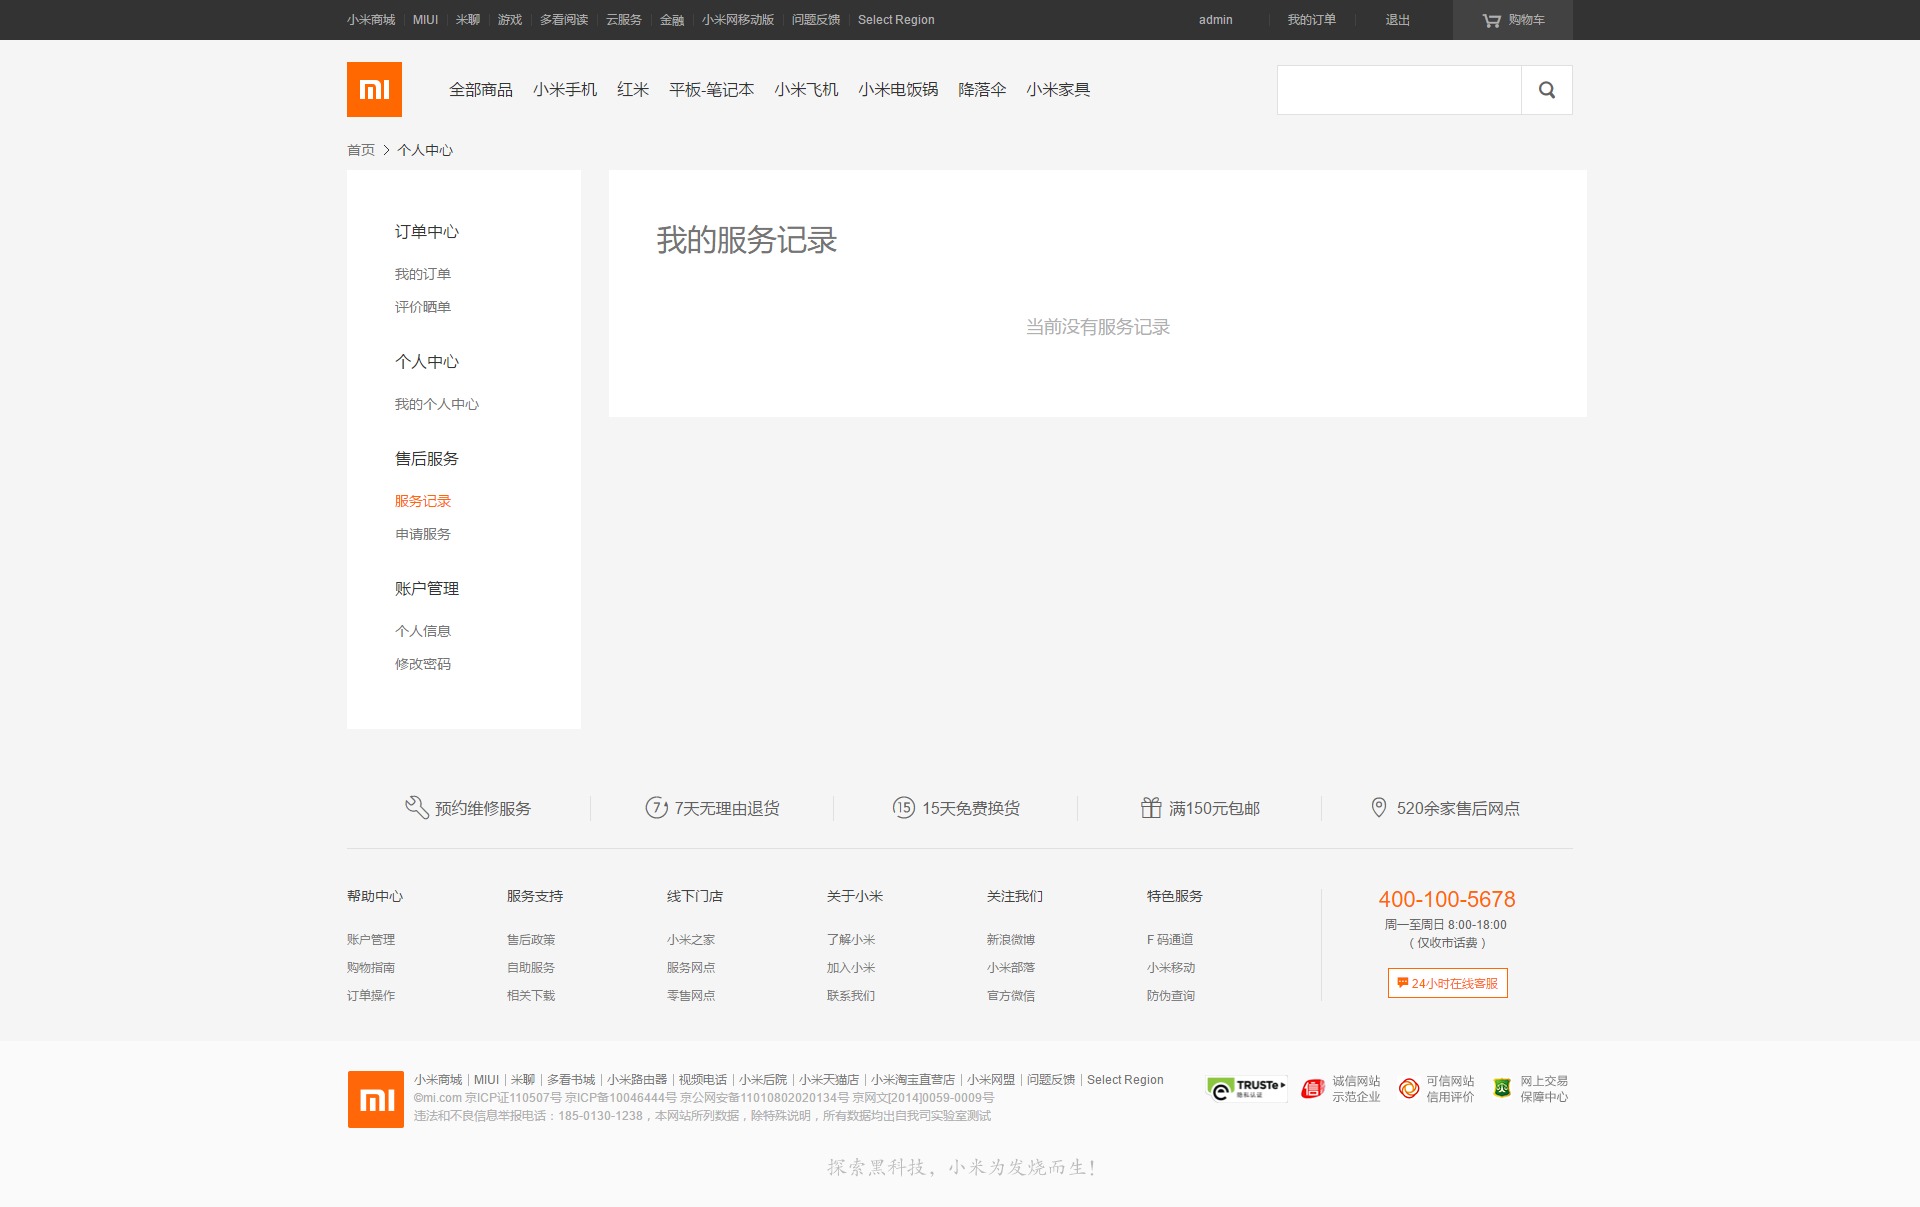 小米商城 MIUI 米聊 游戏 多看阅读 云服务 金融 小米网移动版 问题反馈 Select Region admin 我的订单 退出 购物车
全部商品 小米手机 红米 平板-笔记本 小米飞机 小米电饭锅 降落伞 小米家具
首页 > 个人中心
订单中心
我的订单
评价晒单
个人中心
我的个人中心
售后服务
服务记录
申请服务
账户管理
个人信息
修改密码
我的服务记录
当前没有服务记录
预约维修服务 7 7天无理由退货 15 15天免费换货 满150元包邮 520余家售后网点
帮助中心
账户管理
购物指南
订单操作
服务支持
售后政策
自助服务
相关下载
线下门店
小米之家
服务网点
零售网点
关于小米
了解小米
加入小米
联系我们
关注我们
新浪微博
小米部落
官方微信
特色服务
F 码通道
小米移动
防伪查询
400-100-5678
周一至周日 8:00-18:00
（仅收市话费）
24小时在线客服
小米商城|MIUI|米聊|多看书城|小米路由器|视频电话|小米后院|小米天猫店|小米淘宝直营店|小米网盟|问题反馈|Select Region
©mi.com 京ICP证110507号 京ICP备10046444号 京公网安备11010802020134号 京网文[2014]0059-0009号
违法和不良信息举报电话：185-0130-1238，本网站所列数据，除特殊说明，所有数据均出自我司实验室测试
TRUSTe
隐私认证
信
诚信网站
示范企业
可信网站
信用评价
网上交易
保障中心
探索黑科技，小米为发烧而生！